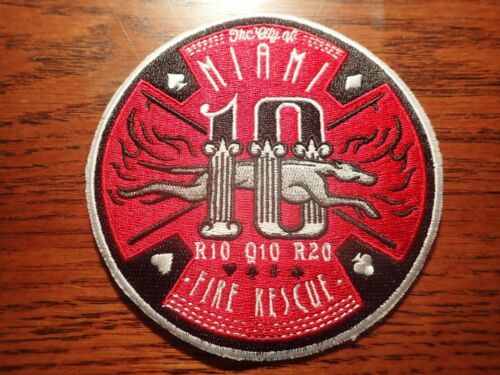 The City of
MIAMI
10
R10 Q10 R20
FIRE RESCUE